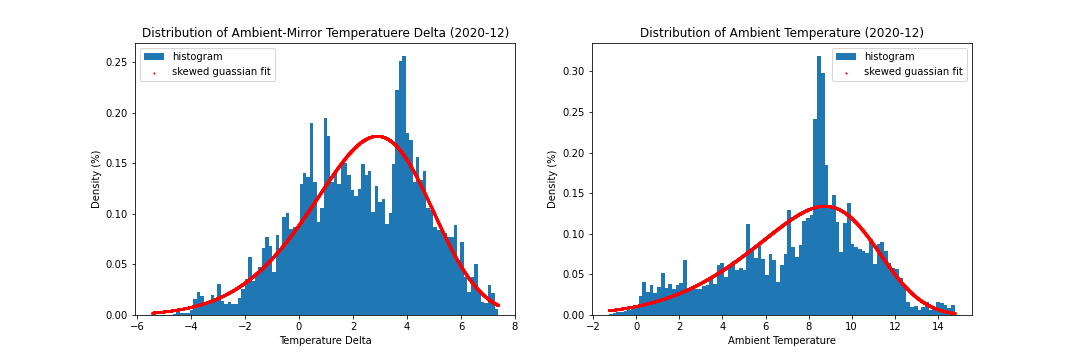 Distribution of Ambient-Mirror Temperatuere Delta (2020-12)
histogram
skewed guassian fit
0.25
0.20
0.15
0.10
0.05
0.00
Density (%)
−6 −4 −2 0 2 4 6 8
Temperature Delta
Distribution of Ambient Temperature (2020-12)
histogram
skewed guassian fit
0.30
0.25
0.20
0.15
0.10
0.05
0.00
Density (%)
−2 0 2 4 6 8 10 12 14
Ambient Temperature